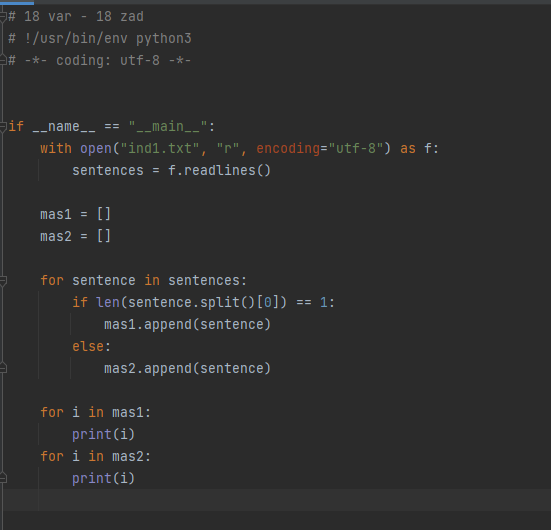 # 18 var - 18 zad
# !/usr/bin/env python3
# -*- coding: utf-8 -*-
if __name__ == "__main__":
    with open("ind1.txt", "r", encoding="utf-8") as f:
        sentences = f.readlines()
    mas1 = []
    mas2 = []
    for sentence in sentences:
        if len(sentence.split()[0]) == 1:
            mas1.append(sentence)
        else:
            mas2.append(sentence)
    for i in mas1:
        print(i)
    for i in mas2:
        print(i)